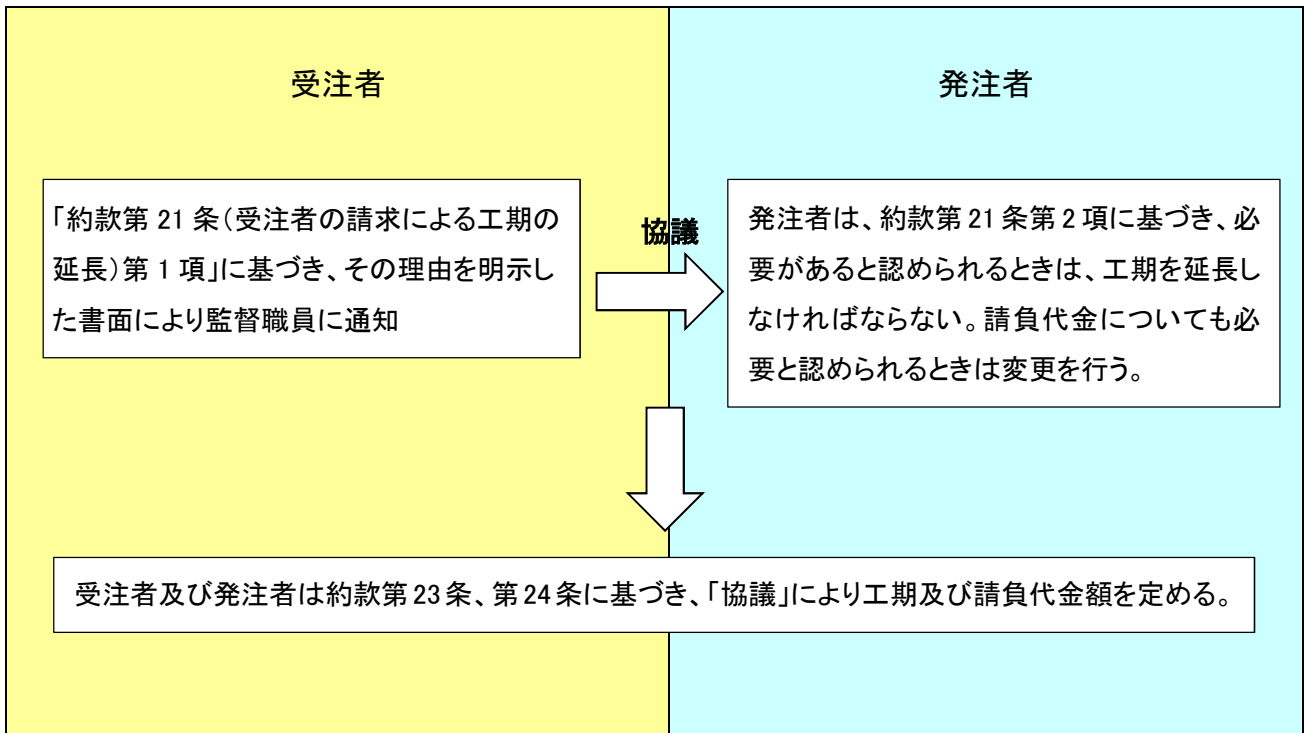 受注者
発注者
「約款第 21 条(受注者の請求による工期の
延長)第 1 項」に基づき、その理由を明示し
た書面により監督職員に通知
協議
発注者は、約款第 21 条第 2 項に基づき、必
要があると認められるときは、工期を延長し
なければならない。請負代金についても必
要と認められるときは変更を行う。
受注者及び発注者は約款第 23 条、第 24 条に基づき、「協議」により工期及び請負代金額を定める。